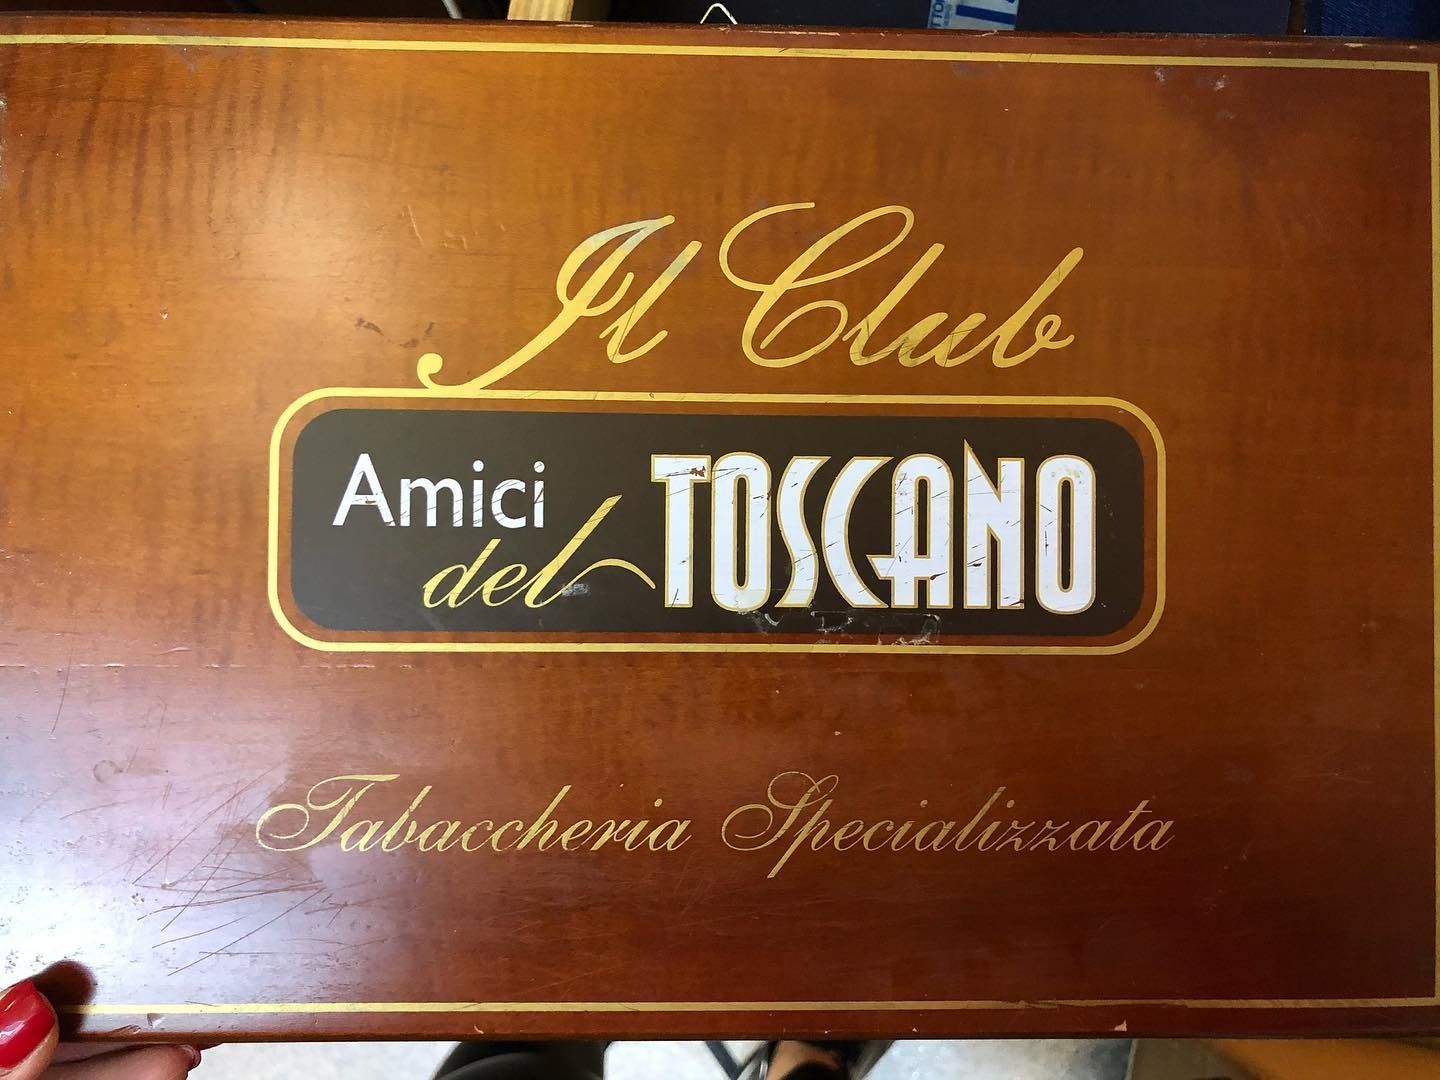 Il Club
Amici
del TOSCANO
Tabaccheria Specializzata